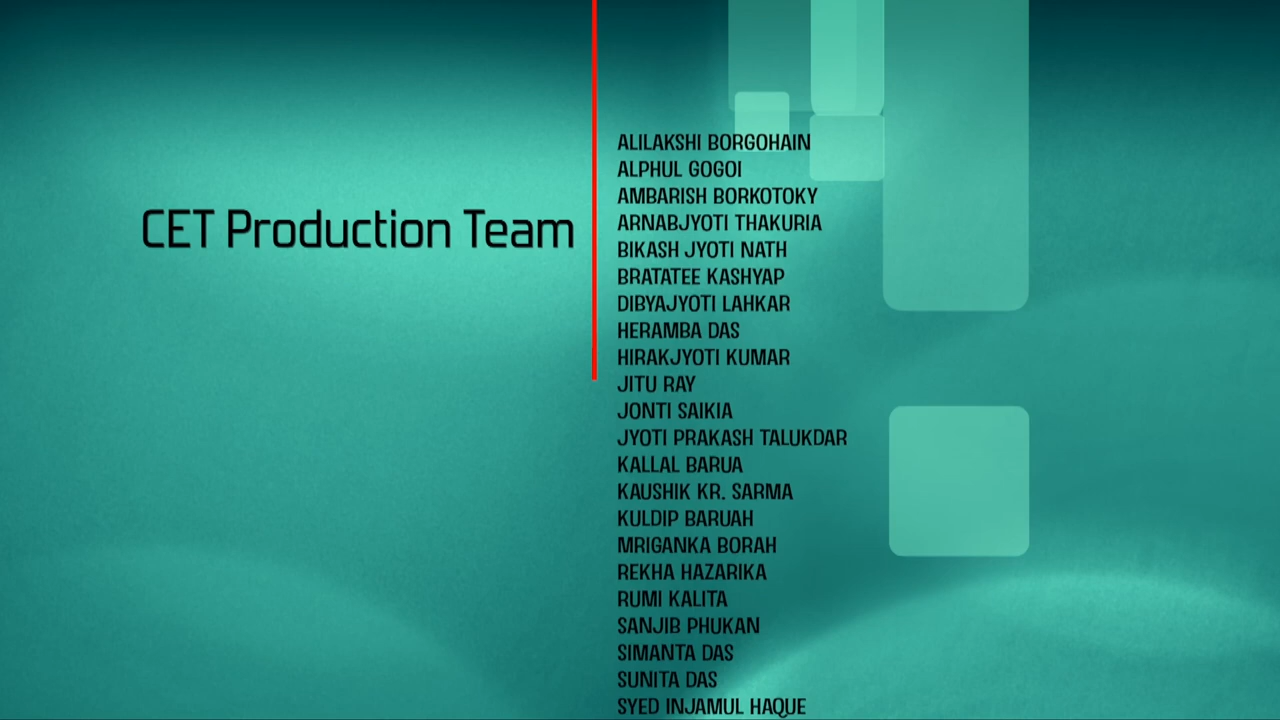 CET Production Team
ALILAKSHI BORGOHAIN
ALPHUL GOGOI
AMBARISH BORKOTOKY
ARNABJYOTI THAKURIA
BIKASH JYOTI NATH
BRATATEE KASHYAP
DIBYAJYOTI LAHKAR
HERAMBA DAS
HIRAKJYOTI KUMAR
JITU RAY
JONTI SAIKIA
JYOTI PRAKASH TALUKDAR
KALLAL BARUA
KAUSHIK KR. SARMA
KULDIP BARUAH
MRIGANKA BORAH
REKHA HAZARIKA
RUMI KALITA
SANJIB PHUKAN
SIMANTA DAS
SUNITA DAS
SYED INJAMUL HAQUE